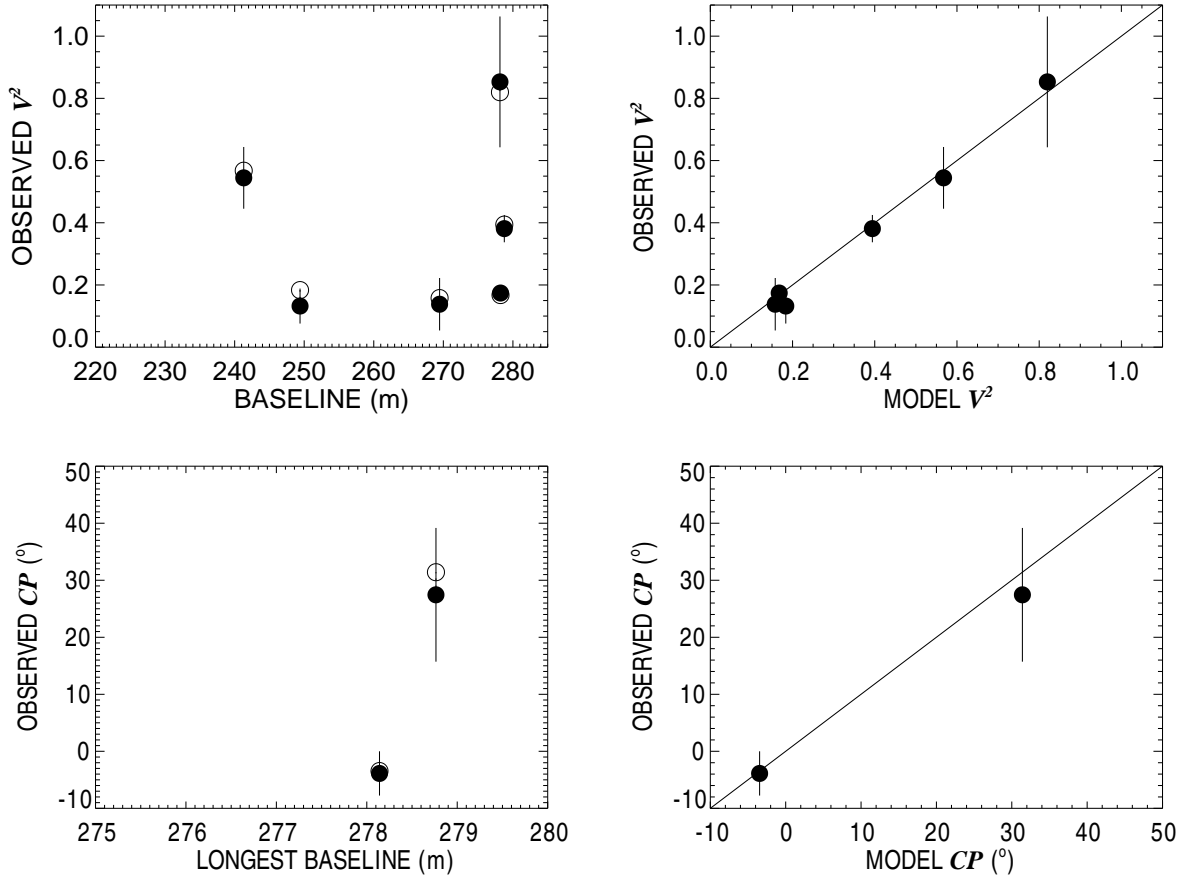 OBSERVED V²
1.0
0.8
0.6
0.4
0.2
0.0
220 230 240 250 260 270 280
BASELINE (m)
OBSERVED V²
1.0
0.8
0.6
0.4
0.2
0.0
0.0 0.2 0.4 0.6 0.8 1.0
MODEL V²
OBSERVED CP (°)
50
40
30
20
10
0
-10
275 276 277 278 279 280
LONGEST BASELINE (m)
OBSERVED CP (°)
50
40
30
20
10
0
-10
-10 0 10 20 30 40 50
MODEL CP (°)